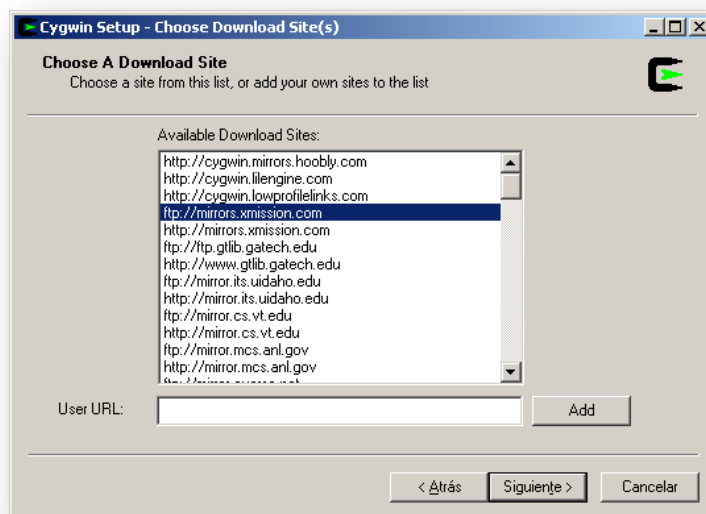 Cygwin Setup - Choose Download Site(s)
Choose A Download Site
Choose a site from this list, or add your own sites to the list
Available Download Sites:
http://cygwin.mirrors.hoobly.com
http://cygwin.lilengine.com
http://cygwin.lowprofilelinks.com
ftp://mirrors.xmission.com
http://mirrors.xmission.com
ftp://ftp.gtlib.gatech.edu
http://www.gtlib.gatech.edu
ftp://mirror.its.uidaho.edu
http://mirror.its.uidaho.edu
ftp://mirror.cs.vt.edu
http://mirror.cs.vt.edu
ftp://mirror.mcs.anl.gov
http://mirror.mcs.anl.gov
User URL:
Add
< Atrás
Siguiente >
Cancelar